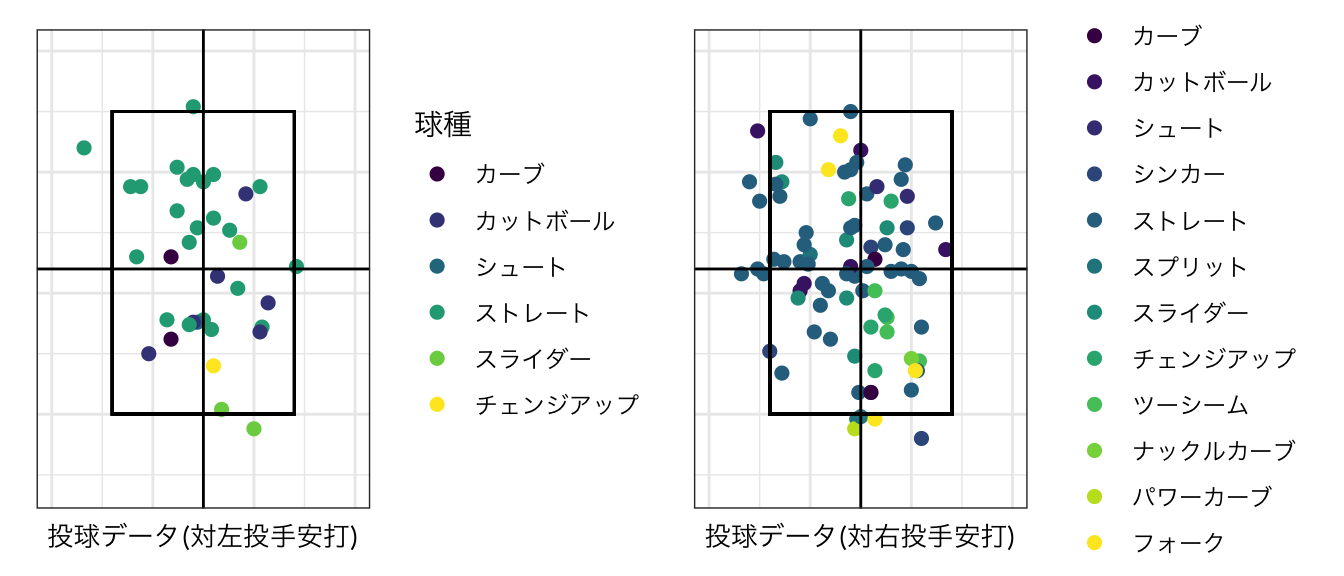 球種
カーブ
カットボール
シュート
ストレート
スライダー
チェンジアップ
投球データ(対左投手安打)
カーブ
カットボール
シュート
シンカー
ストレート
スプリット
スライダー
チェンジアップ
ツーシーム
ナックルカーブ
パワーカーブ
フォーク
投球データ(対右投手安打)